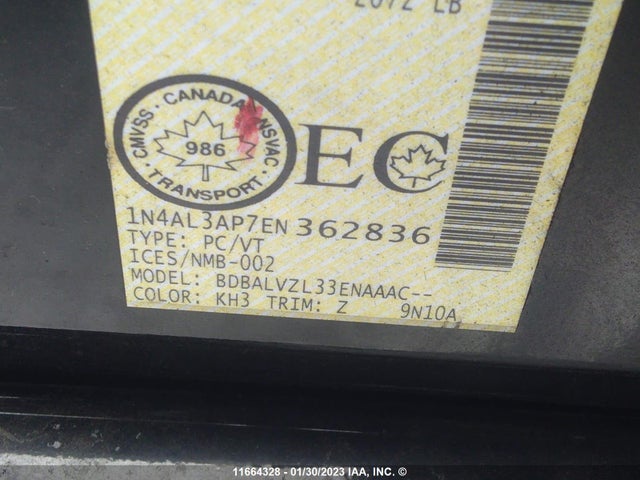 LB
CANADA
CMVSS NSVAC
986
TRANSPORT
EC
1N4AL3AP7EN362836
TYPE: PC/VT
ICES/NMB-002
MODEL: BDBALVZL33ENAAAC--
COLOR: KH3 TRIM: Z 9N10A
11664328 - 01/30/2023 IAA, INC. ©